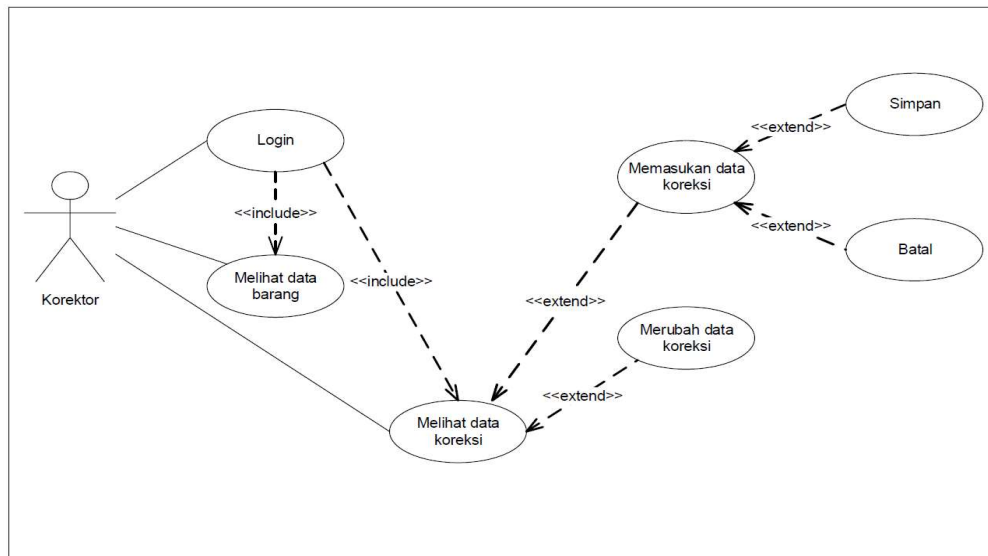 Simpan
<<extend>>
Login
Memasukan data
koreksi
<<include>>
<<extend>>
Batal
Korektor
Melihat data
barang
<<include>>
<<extend>>
Merubah data
koreksi
<<extend>>
Melihat data
koreksi